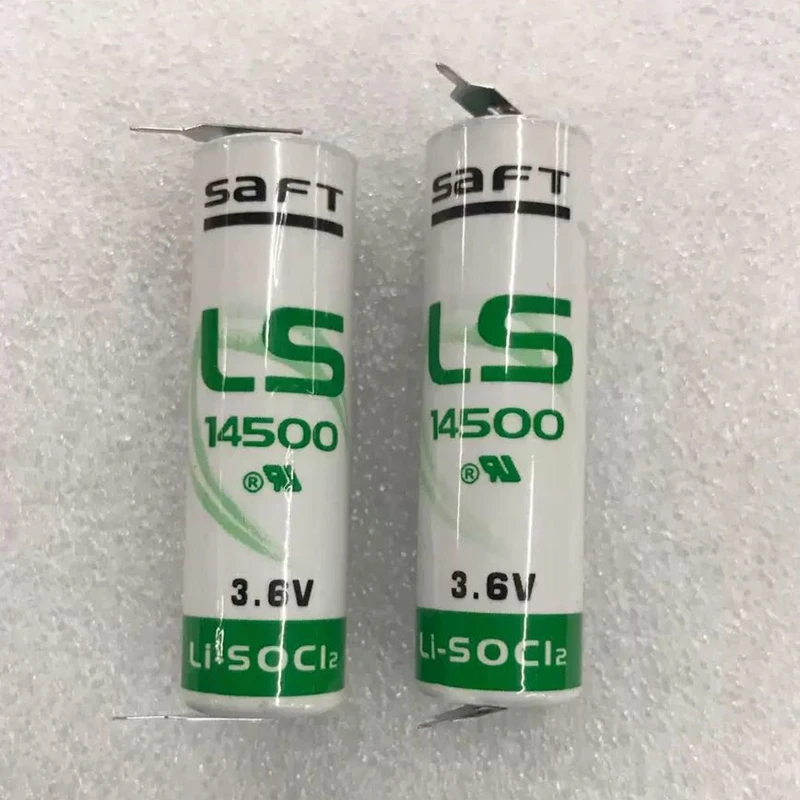 saFT
LS
14500
®
3.6V
Li-SOCl₂
saFT
LS
14500
®
3.6V
Li-SOCl₂